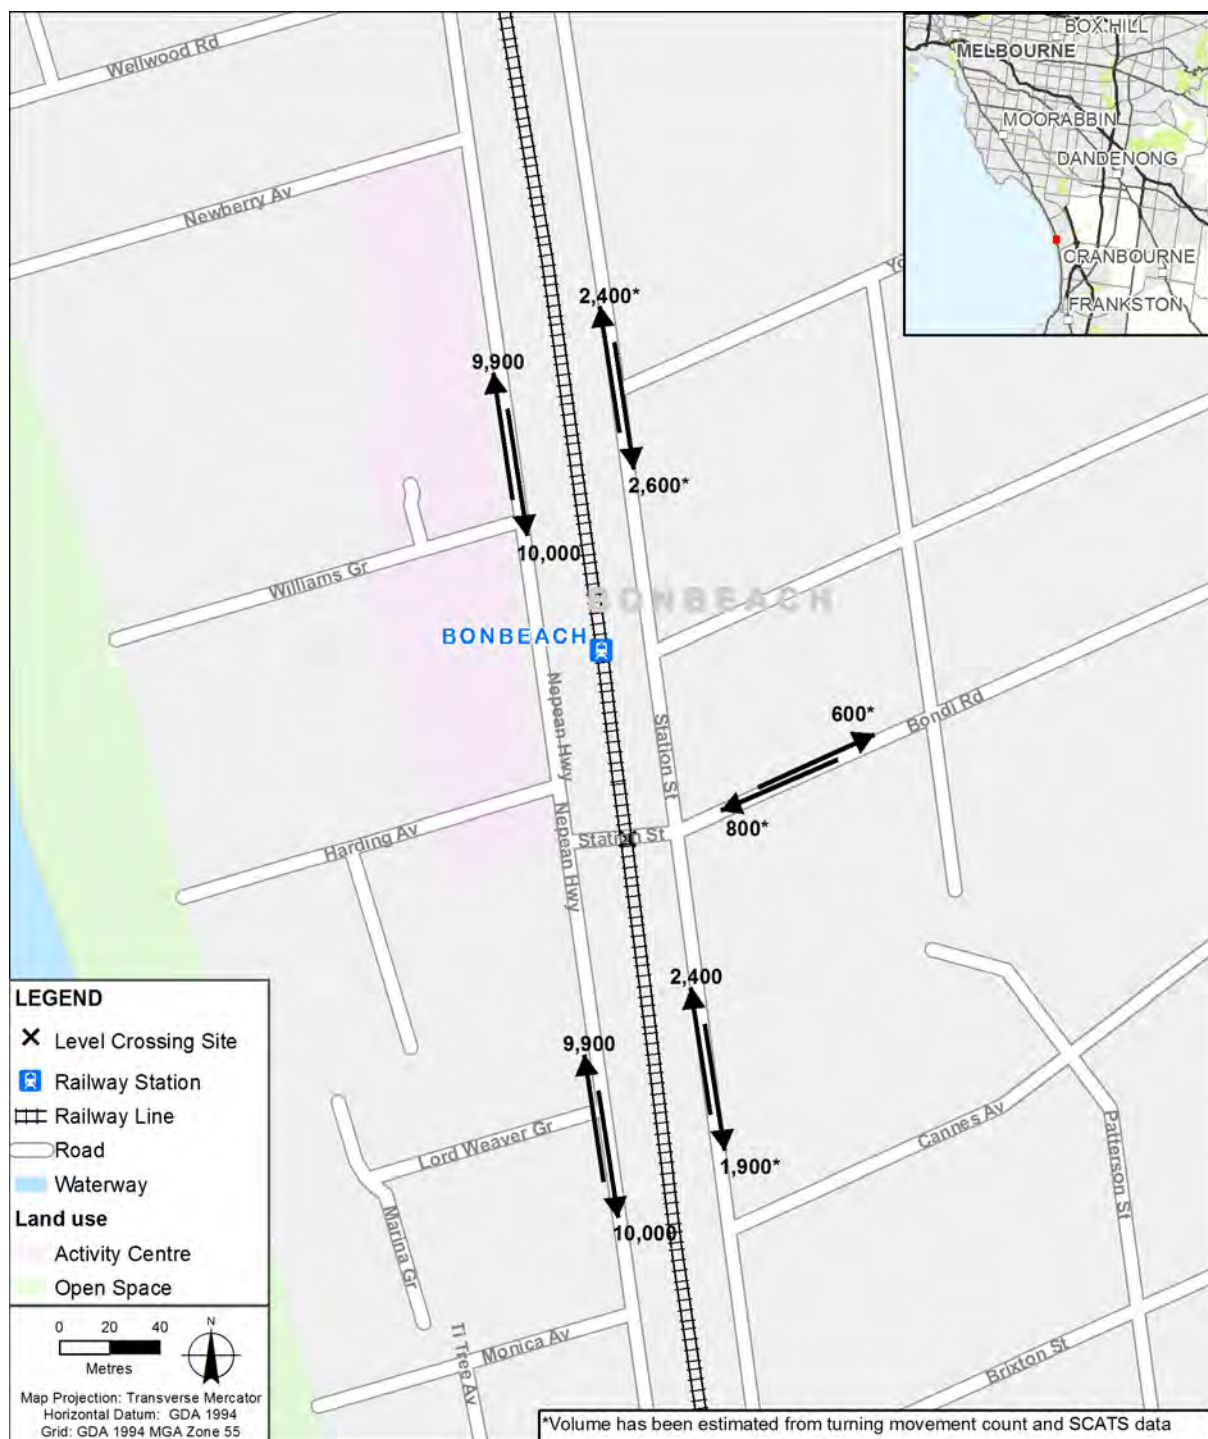 Wellwood Rd
BOX HILL
MELBOURNE
MOORABBIN
DANDENONG
CRANBOURNE
FRANKSTON
Newberry Av
Yo
2,400*
9,900
2,600*
10,000
Williams Gr
BONBEACH
BONBEACH
Nepean Hwy
Station St
600*
Bondi Rd
800*
Harding Av
Nepean Hwy
Station St
2,400
9,900
1,900*
10,000
Cannes Av
Patterson St
Lord Weaver Gr
Marina Gr
Ti Tree Av
Monica Av
Brixton St
LEGEND
Level Crossing Site
Railway Station
Railway Line
Road
Waterway
Land use
Activity Centre
Open Space
0 20 40
Metres
N
Map Projection: Transverse Mercator
Horizontal Datum: GDA 1994
Grid: GDA 1994 MGA Zone 55
*Volume has been estimated from turning movement count and SCATS data